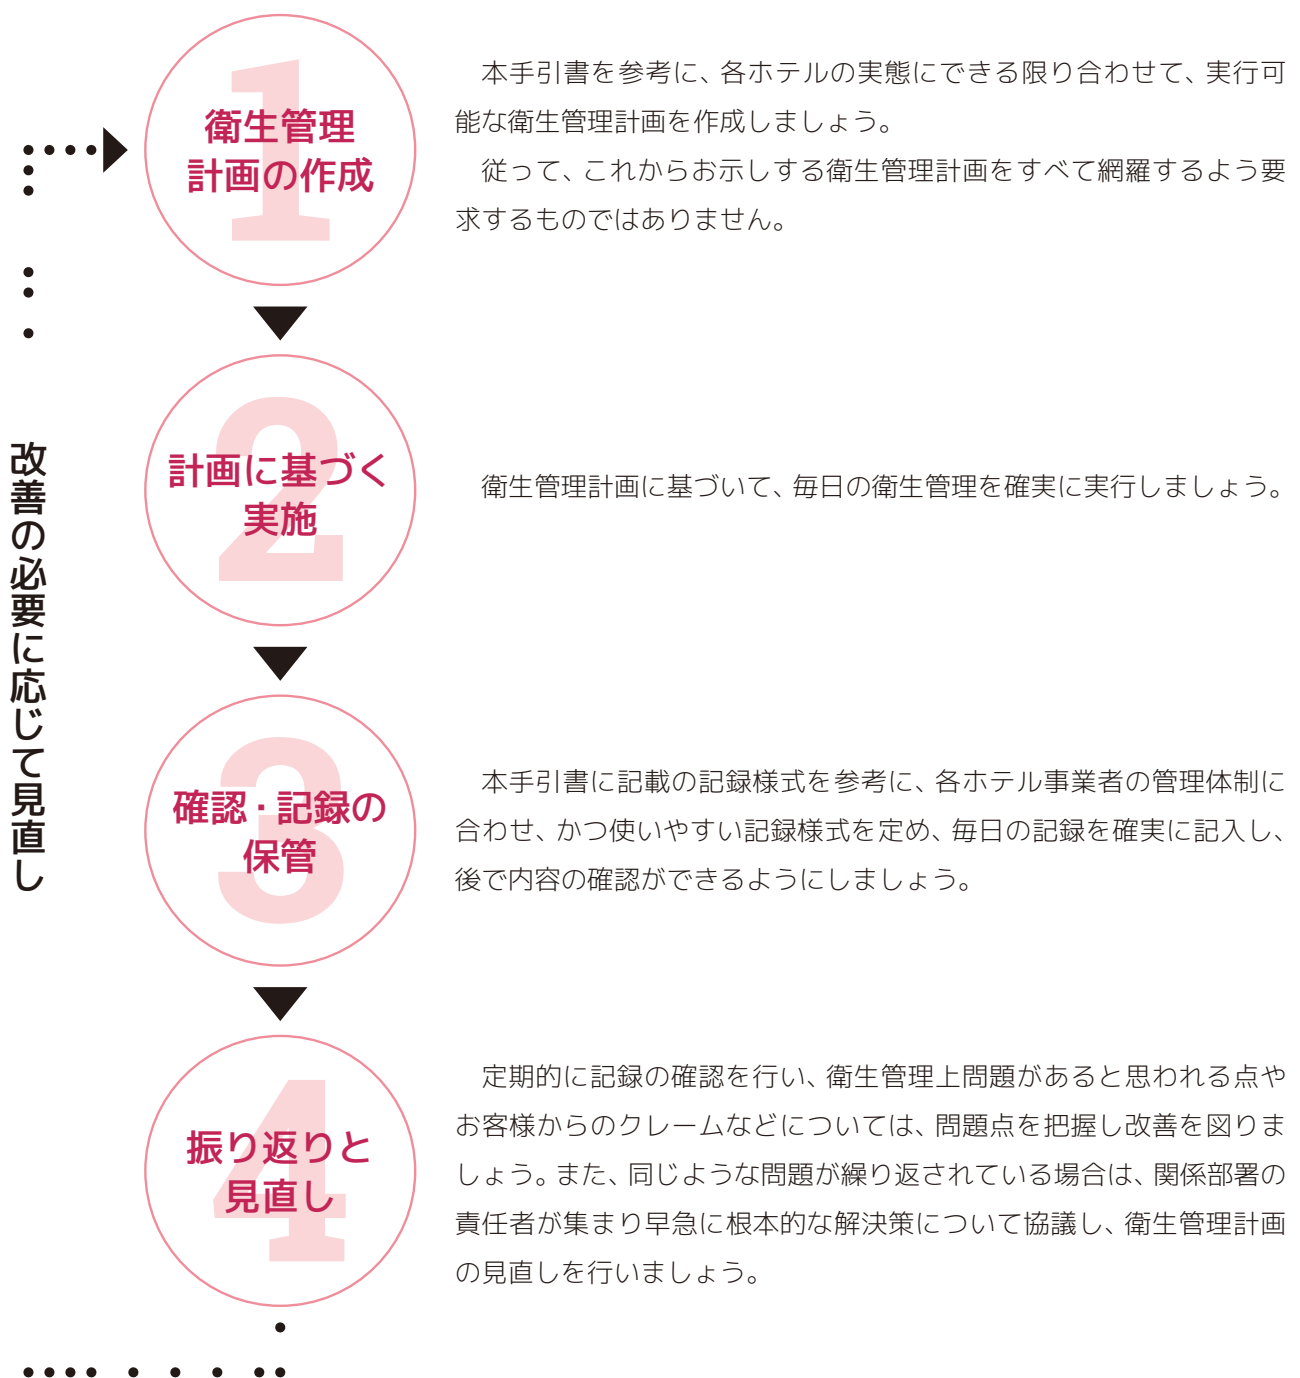 改善の必要に応じて見直し
1
衛生管理
計画の作成
本手引書を参考に、各ホテルの実態にできる限り合わせて、実行可
能な衛生管理計画を作成しましょう。
従って、これからお示しする衛生管理計画をすべて網羅するよう要
求するものではありません。
2
計画に基づく
実施
衛生管理計画に基づいて、毎日の衛生管理を確実に実行しましょう。
3
確認・記録の
保管
本手引書に記載の記録様式を参考に、各ホテル事業者の管理体制に
合わせ、かつ使いやすい記録様式を定め、毎日の記録を確実に記入し、
後で内容の確認ができるようにしましょう。
4
振り返りと
見直し
定期的に記録の確認を行い、衛生管理上問題があると思われる点や
お客様からのクレームなどについては、問題点を把握し改善を図りま
しょう。また、同じような問題が繰り返されている場合は、関係部署の
責任者が集まり早急に根本的な解決策について協議し、衛生管理計画
の見直しを行いましょう。